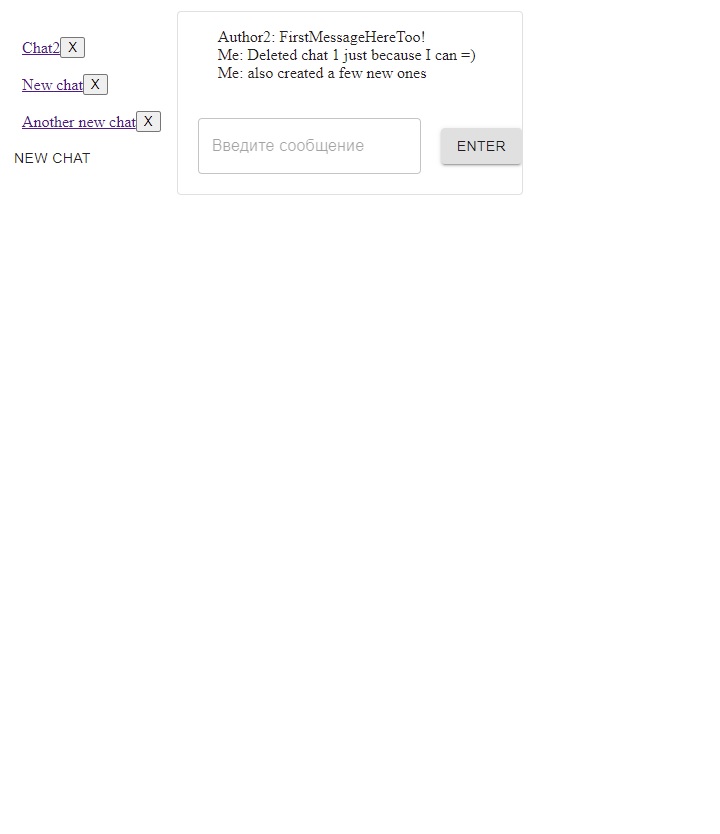 Chat2 X
New chat X
Another new chat X
NEW CHAT
Author2: FirstMessageHereToo!
Me: Deleted chat 1 just because I can =)
Me: also created a few new ones
Введите сообщение
ENTER